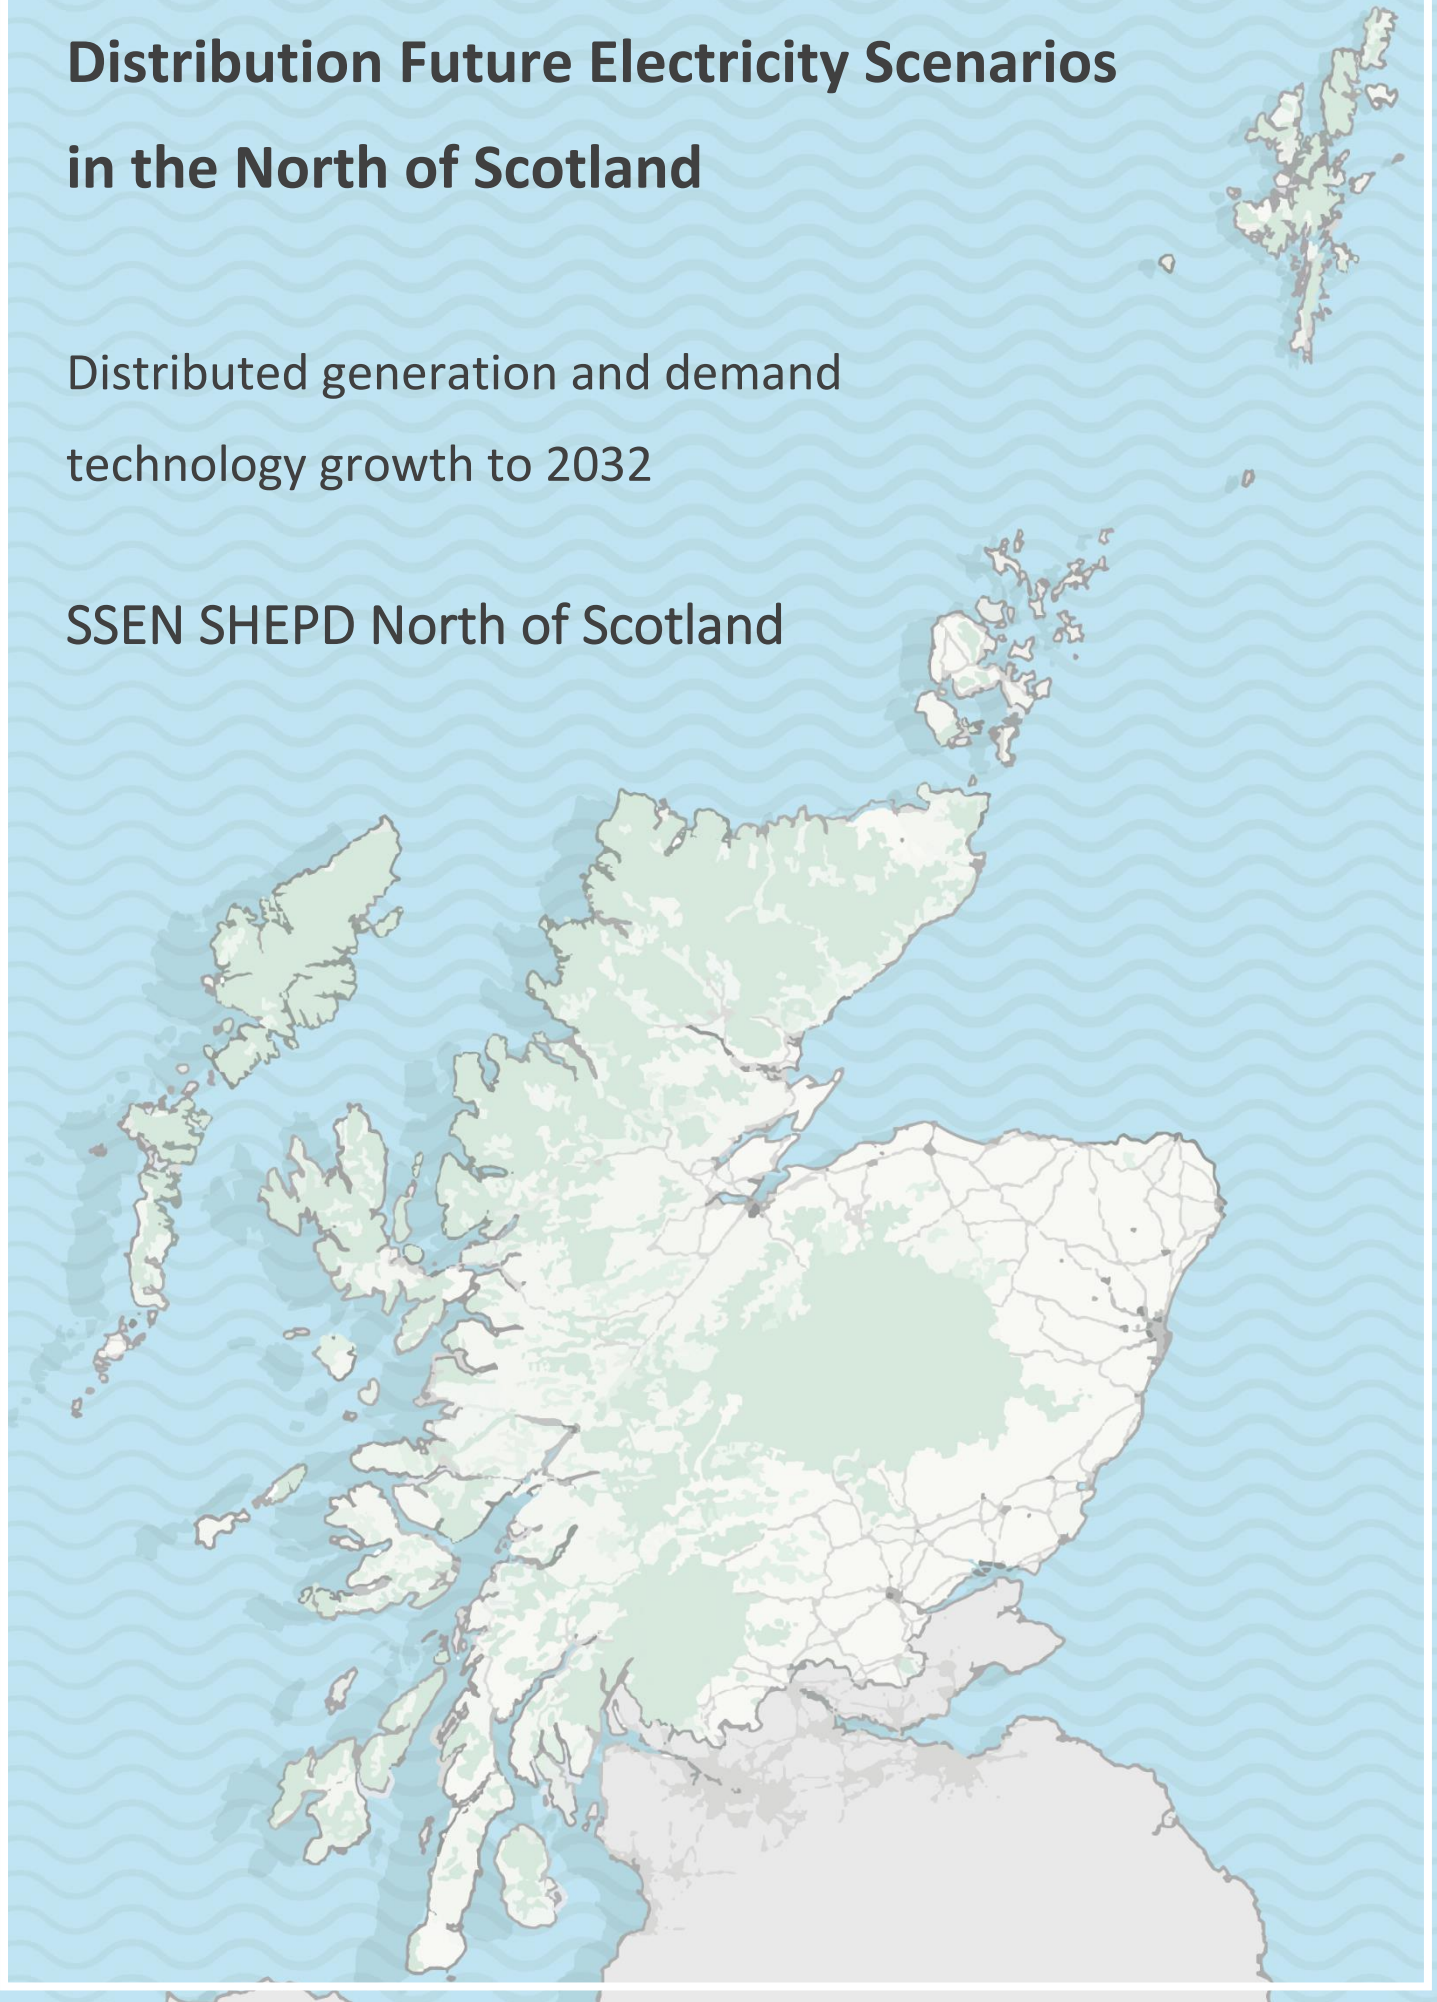 Distribution Future Electricity Scenarios
in the North of Scotland
Distributed generation and demand
technology growth to 2032
SSEN SHEPD North of Scotland